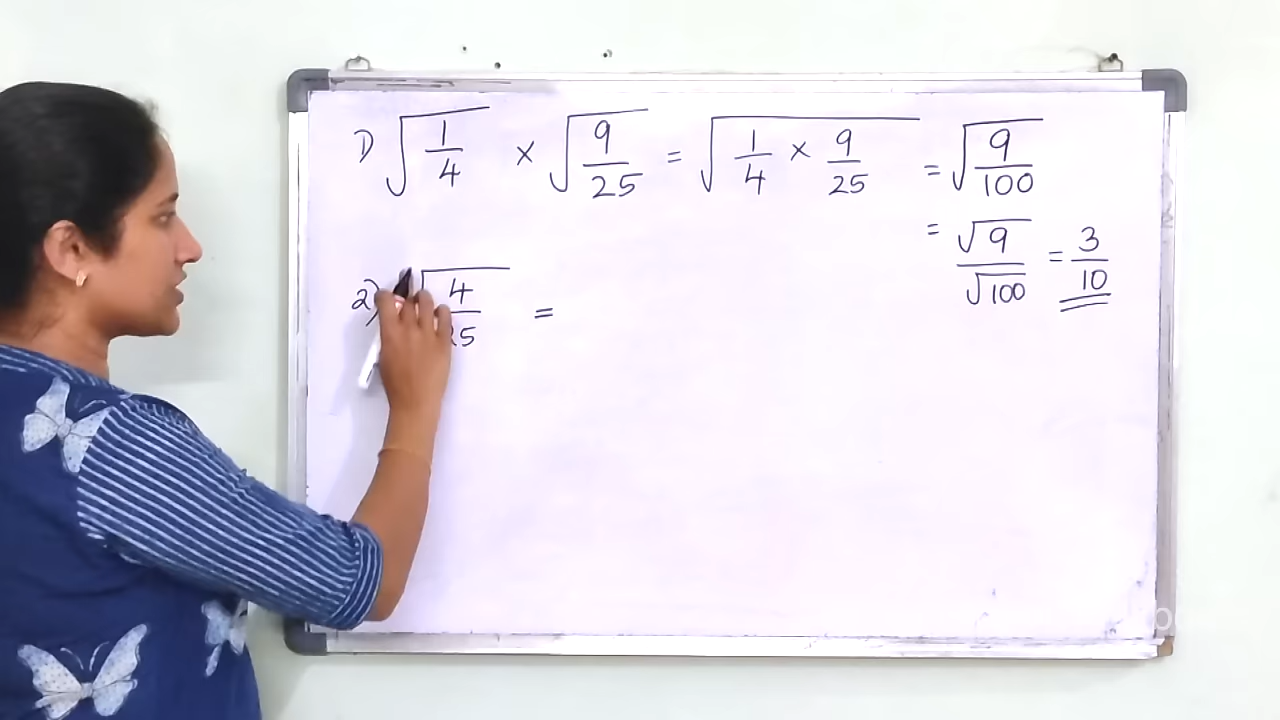 1) √(1/4) × √(9/25) = √(1/4 × 9/25) = √(9/100)
= √9/√100 = 3/10
2) √(4/25) =